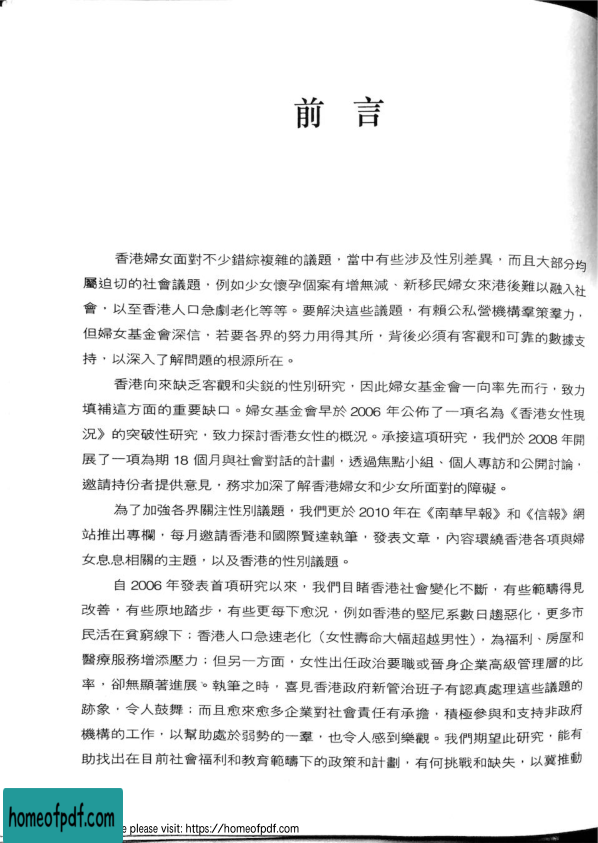 前言
香港婦女面對不少錯綜複雜的議題，當中有些涉及性別差異，而且大部分均
屬迫切的社會議題，例如少女懷孕個案有增無減、新移民婦女來港後難以融入社
會，以至香港人口急劇老化等等。要解決這些議題，有賴公私營機構羣策羣力，
但婦女基金會深信，若要各界的努力用得其所，背後必須有客觀和可靠的數據支
持，以深入了解問題的根源所在。
香港向來缺乏客觀和尖銳的性別研究，因此婦女基金會一向率先而行，致力
填補這方面的重要缺口。婦女基金會早於 2006 年公佈了一項名為《香港女性現
況》的突破性研究，致力探討香港女性的概況。承接這項研究，我們於 2008 年開
展了一項為期 18 個月與社會對話的計劃，透過焦點小組、個人專訪和公開討論，
邀請持份者提供意見，務求加深了解香港婦女和少女所面對的障礙。
為了加強各界關注性別議題，我們更於 2010 年在《南華早報》和《信報》網
站推出專欄，每月邀請香港和國際賢達執筆，發表文章，內容環繞香港各項與婦
女息息相關的主題，以及香港的性別議題。
自 2006 年發表首項研究以來，我們目睹香港社會變化不斷，有些範疇得見
改善，有些原地踏步，有些更每下愈況，例如香港的堅尼系數日趨惡化，更多市
民活在貧窮線下；香港人口急速老化（女性壽命大幅超越男性），為福利、房屋和
醫療服務增添壓力；但另一方面，女性出任政治要職或晉身企業高級管理層的比
率，卻無顯著進展。執筆之時，喜見香港政府新管治班子有認真處理這些議題的
跡象，令人鼓舞；而且愈來愈多企業對社會責任有承擔，積極參與和支持非政府
機構的工作，以幫助處於弱勢的一羣，也令人感到樂觀。我們期望此研究，能有
助找出在目前社會福利和教育範疇下的政策和計劃，有何挑戰和缺失，以冀推動
homeofpdf.com
e please visit: https://homeofpdf.com